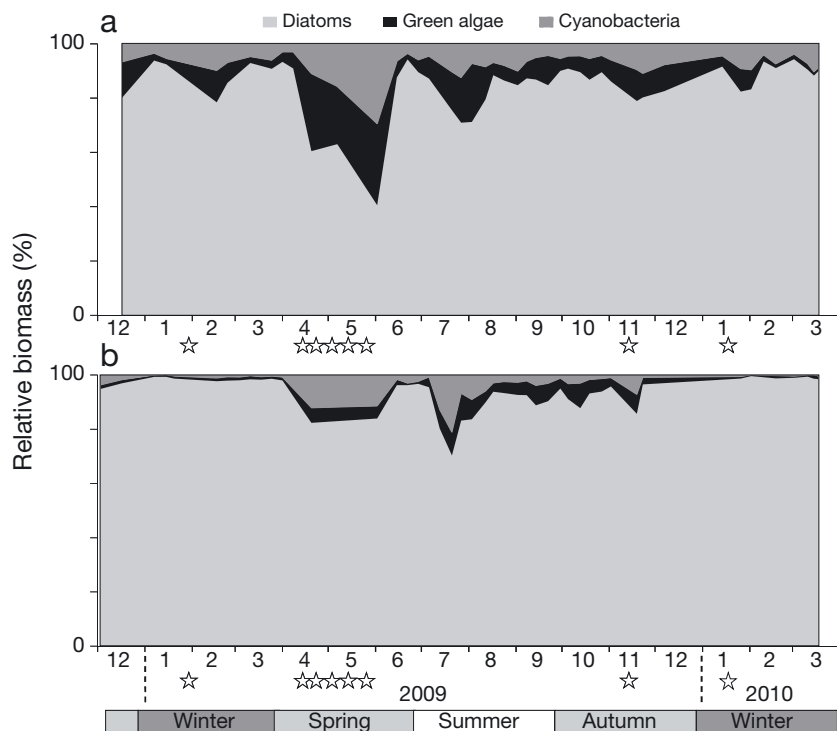 a
Diatoms Green algae Cyanobacteria
100
0
12 1 2 3 4 5 6 7 8 9 10 11 12 1 2 3
Relative biomass (%)
b
100
0
12 1 2 3 4 5 6 7 8 9 10 11 12 1 2 3
2009 2010
Winter Spring Summer Autumn Winter